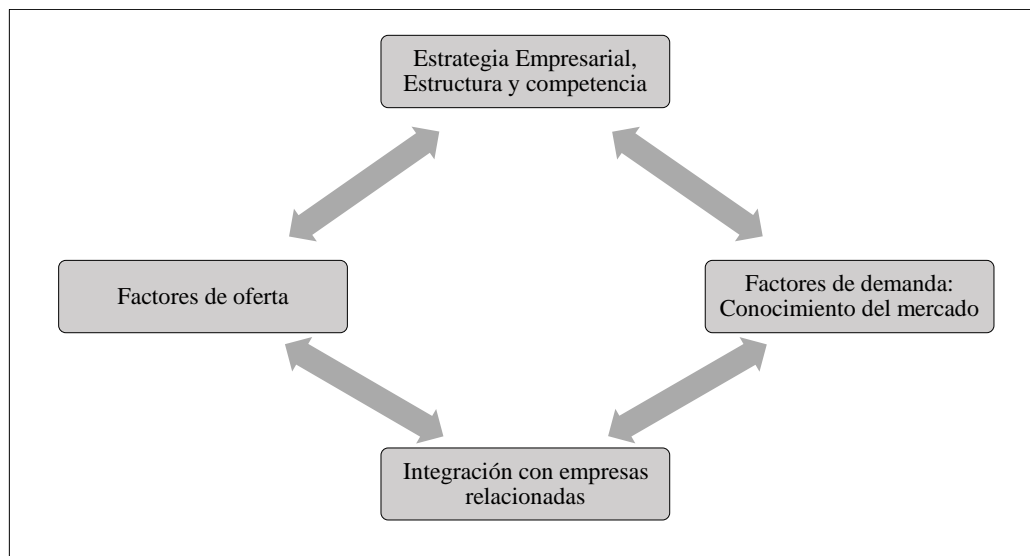 Estrategia Empresarial,
Estructura y competencia
Factores de oferta
Factores de demanda:
Conocimiento del mercado
Integración con empresas
relacionadas